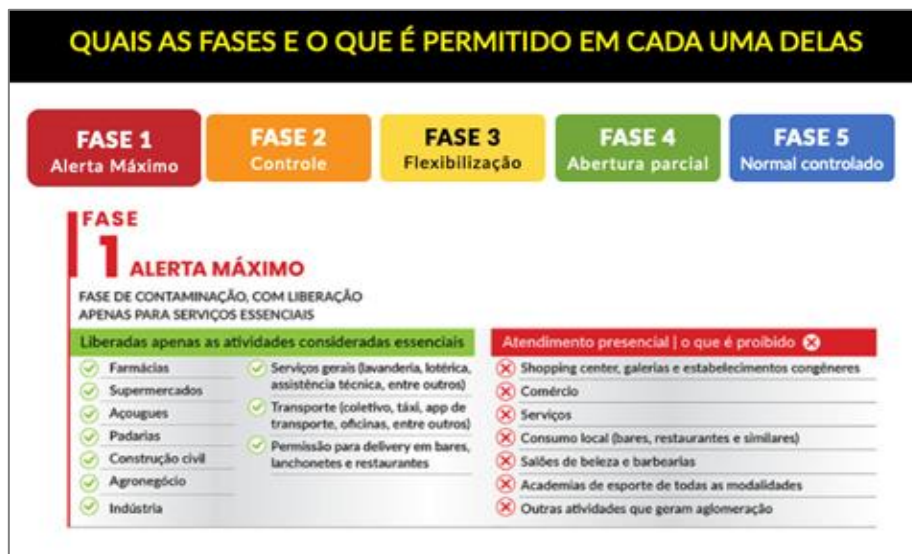 QUAIS AS FASES E O QUE É PERMITIDO EM CADA UMA DELAS
FASE 1
Alerta Máximo
FASE 2
Controle
FASE 3
Flexibilização
FASE 4
Abertura parcial
FASE 5
Normal controlado
FASE
1 ALERTA MÁXIMO
FASE DE CONTAMINAÇÃO, COM LIBERAÇÃO
APENAS PARA SERVIÇOS ESSENCIAIS
Liberadas apenas as atividades consideradas essenciais
Farmácias
Supermercados
Açougues
Padarias
Construção civil
Agronegócio
Indústria
Serviços gerais (lavanderia, lotérica,
assistência técnica, entre outros)
Transporte (coletivo, táxi, app de
transporte, oficinas, entre outros)
Permissão para delivery em bares,
lanchonetes e restaurantes
Atendimento presencial | o que é proibido
Shopping center, galerias e estabelecimentos congêneres
Comércio
Serviços
Consumo local (bares, restaurantes e similares)
Salões de beleza e barbearias
Academias de esporte de todas as modalidades
Outras atividades que geram aglomeração